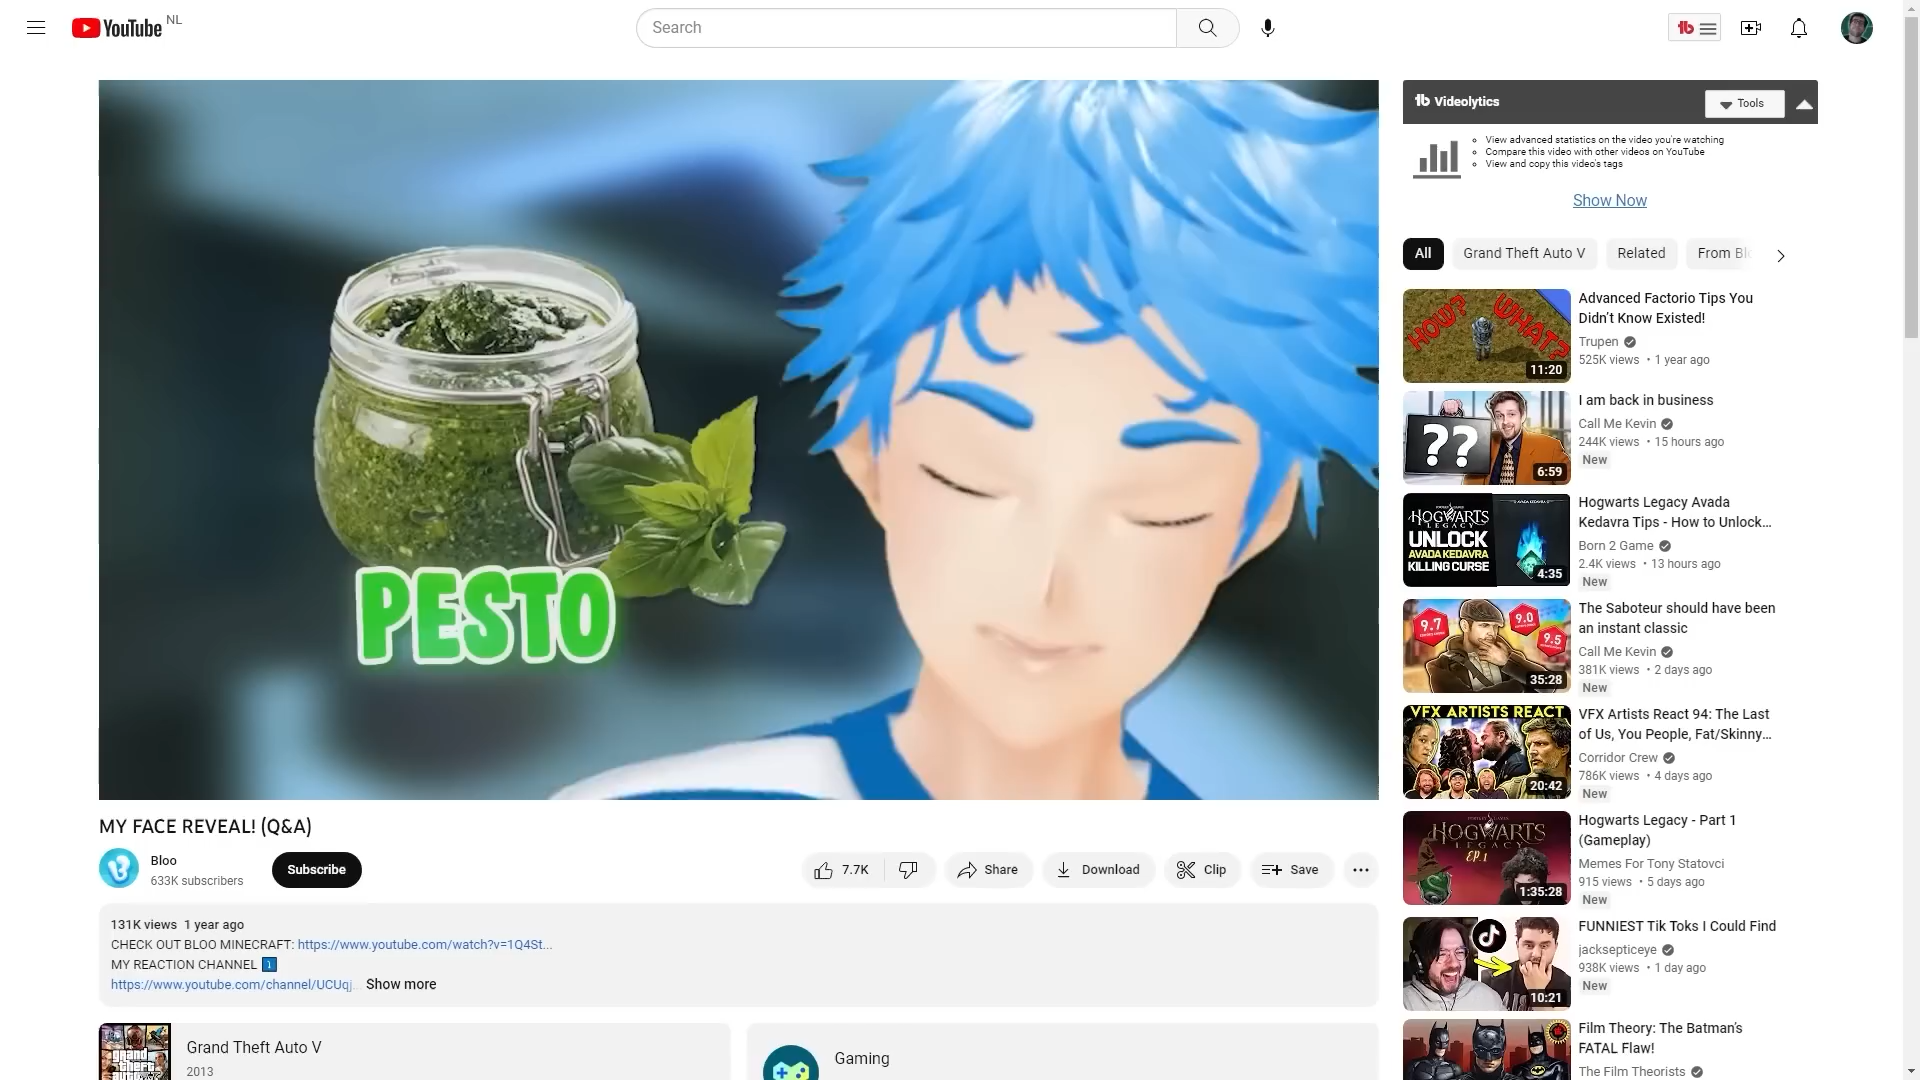 YouTube NL
Search
PESTO
MY FACE REVEAL! (Q&A)
Bloo
633K subscribers
Subscribe
7.7K
Share
Download
Clip
Save
131K views 1 year ago
CHECK OUT BLOO MINECRAFT: https://www.youtube.com/watch?v=1Q4St...
MY REACTION CHANNEL
https://www.youtube.com/channel/UCUqj... Show more
Grand Theft Auto V
2013
Gaming
tb Videolytics
Tools
View advanced statistics on the video you're watching
Compare this video with other videos on YouTube
View and copy this video's tags
Show Now
All
Grand Theft Auto V
Related
From Blo
HOW? WHAT?
11:20
Advanced Factorio Tips You
Didn't Know Existed!
Trupen
525K views • 1 year ago
??
6:59
I am back in business
Call Me Kevin
244K views • 15 hours ago
New
HOGWARTS
LEGACY
UNLOCK
AVADA KEDAVRA
KILLING CURSE
4:35
Hogwarts Legacy Avada
Kedavra Tips - How to Unlock...
Born 2 Game
2.4K views • 13 hours ago
New
9.7
9.0
9.5
35:28
The Saboteur should have been
an instant classic
Call Me Kevin
381K views • 2 days ago
New
VFX ARTISTS REACT
20:42
VFX Artists React 94: The Last
of Us, You People, Fat/Skinny...
Corridor Crew
786K views • 4 days ago
New
HOGWARTS
LEGACY
EP.1
1:35:28
Hogwarts Legacy - Part 1
(Gameplay)
Memes For Tony Statovci
915 views • 5 days ago
New
10:21
FUNNIEST Tik Toks I Could Find
jacksepticeye
938K views • 1 day ago
New
Film Theory: The Batman's
FATAL Flaw!
The Film Theorists